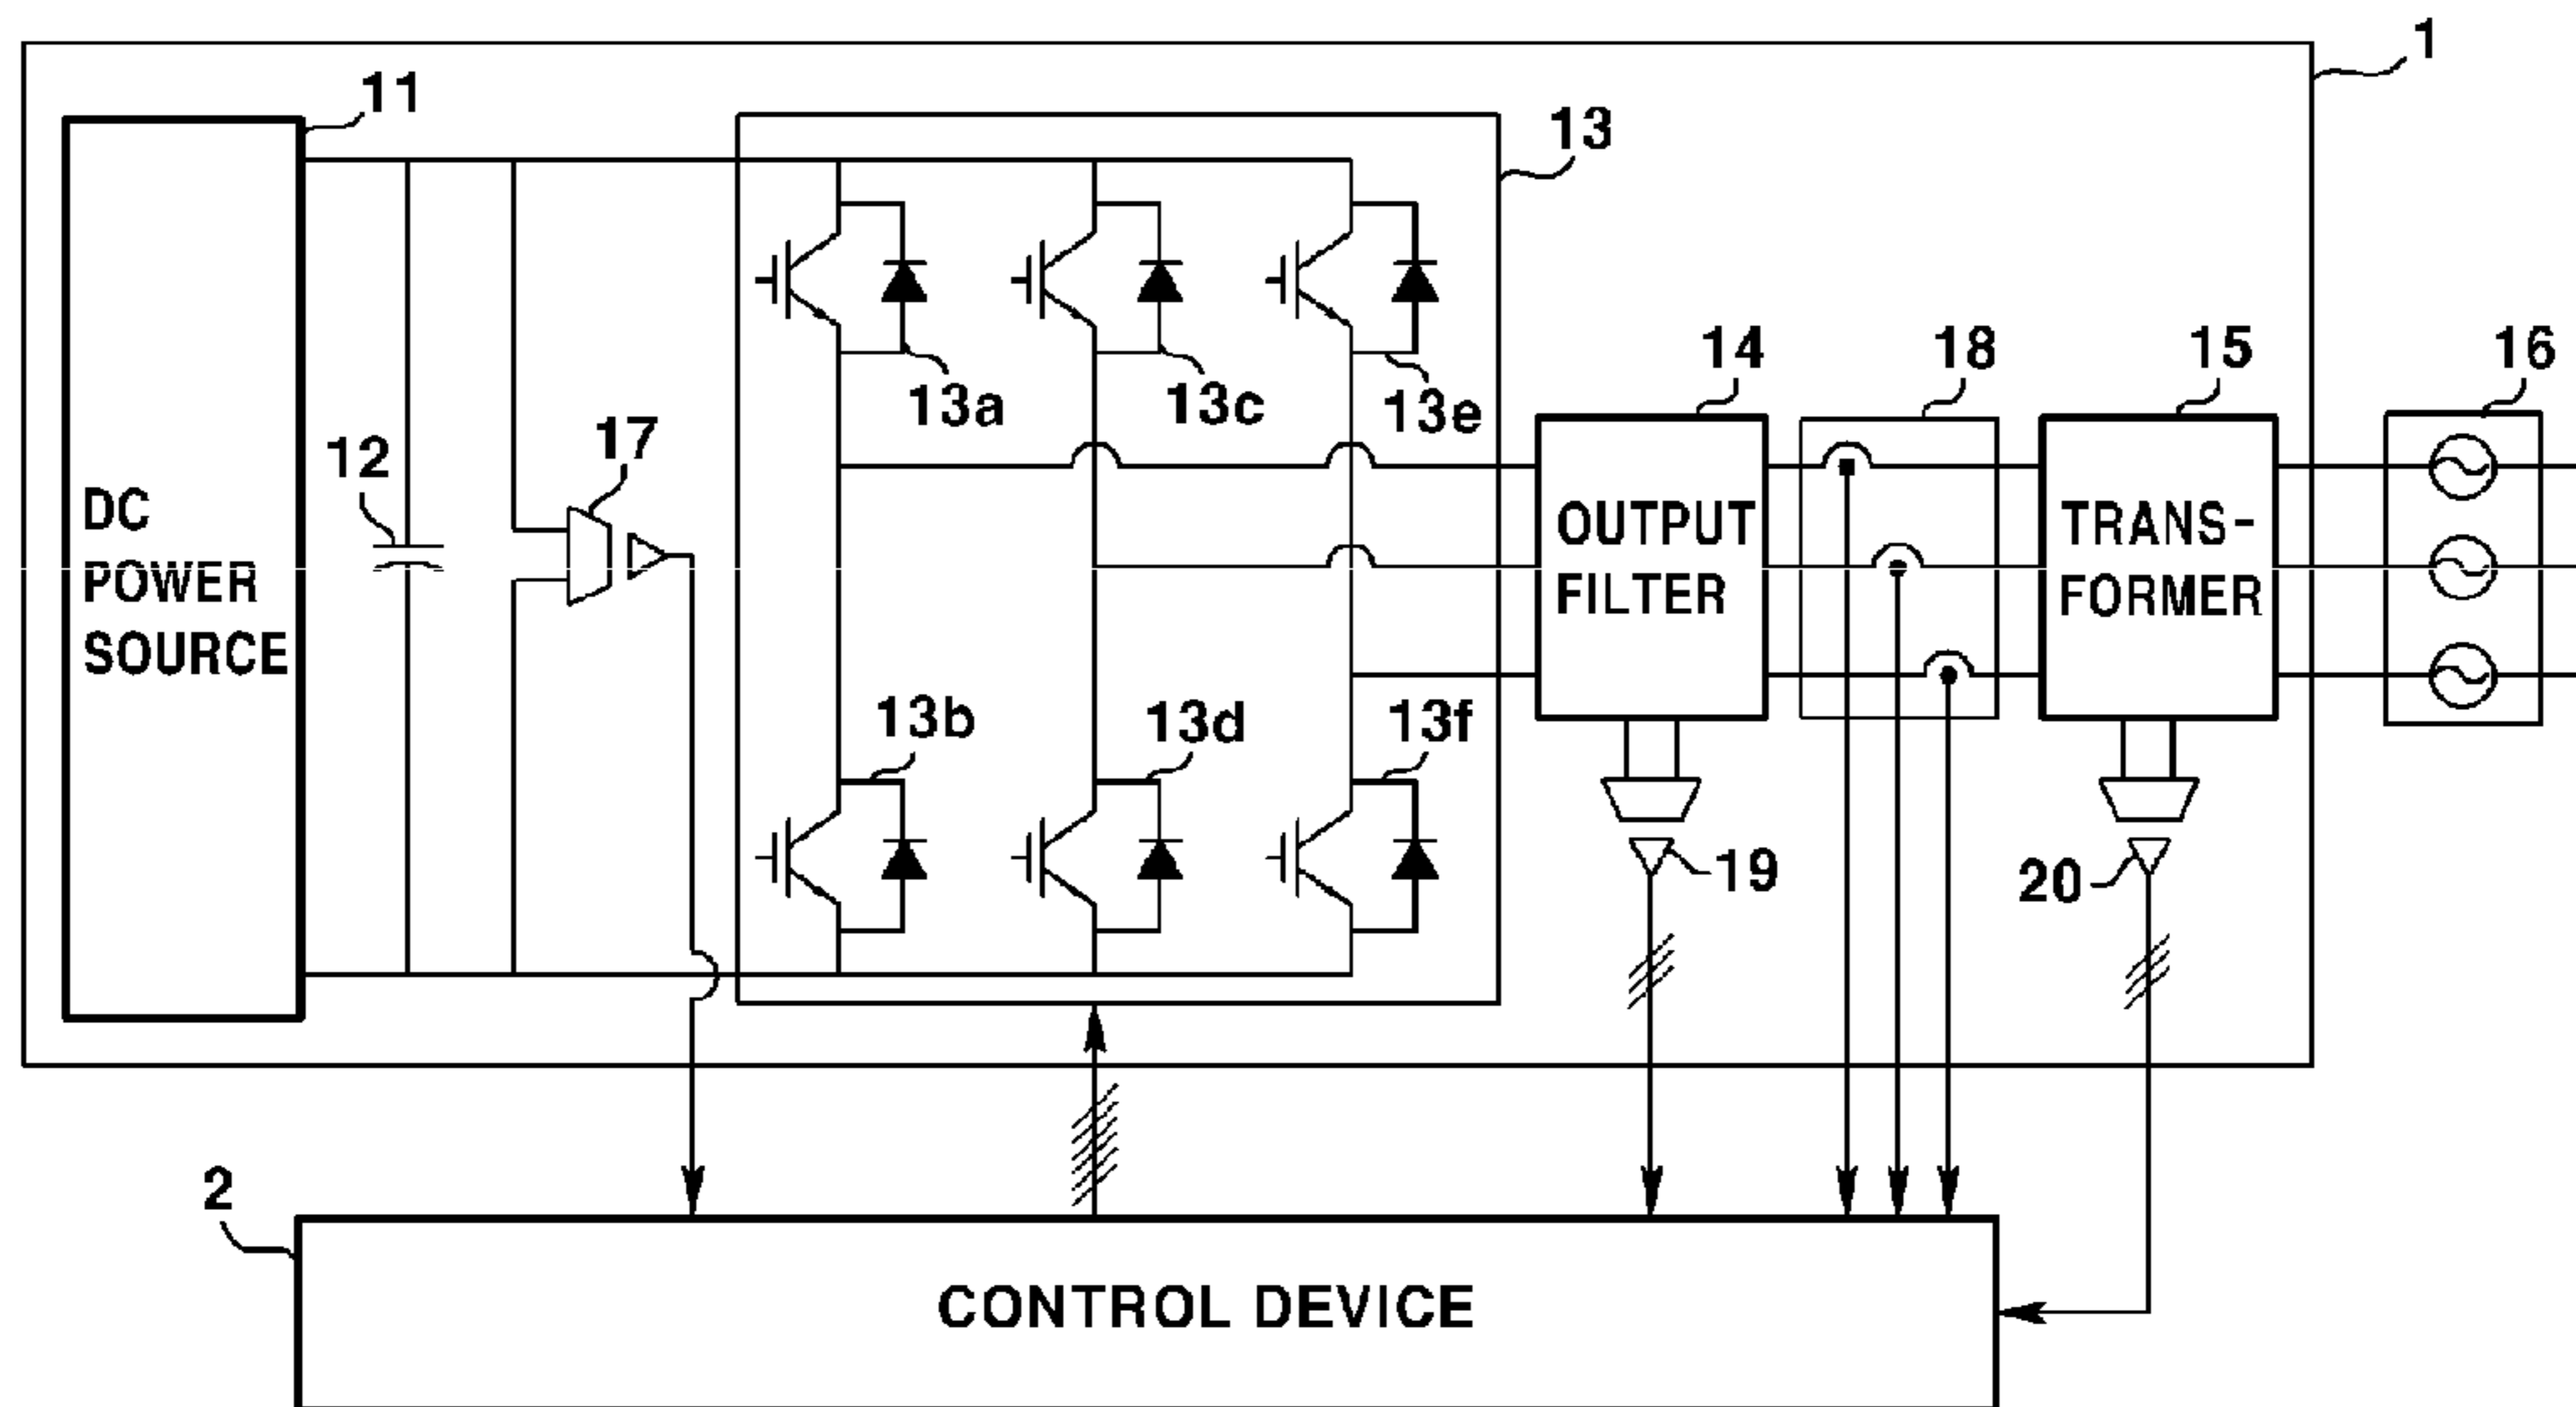 1
11
13
14
18
15
16
13a
13c
13e
12
17
DC
POWER
SOURCE
OUTPUT
FILTER
TRANS-
FORMER
13b
13d
13f
19
20
2
CONTROL DEVICE